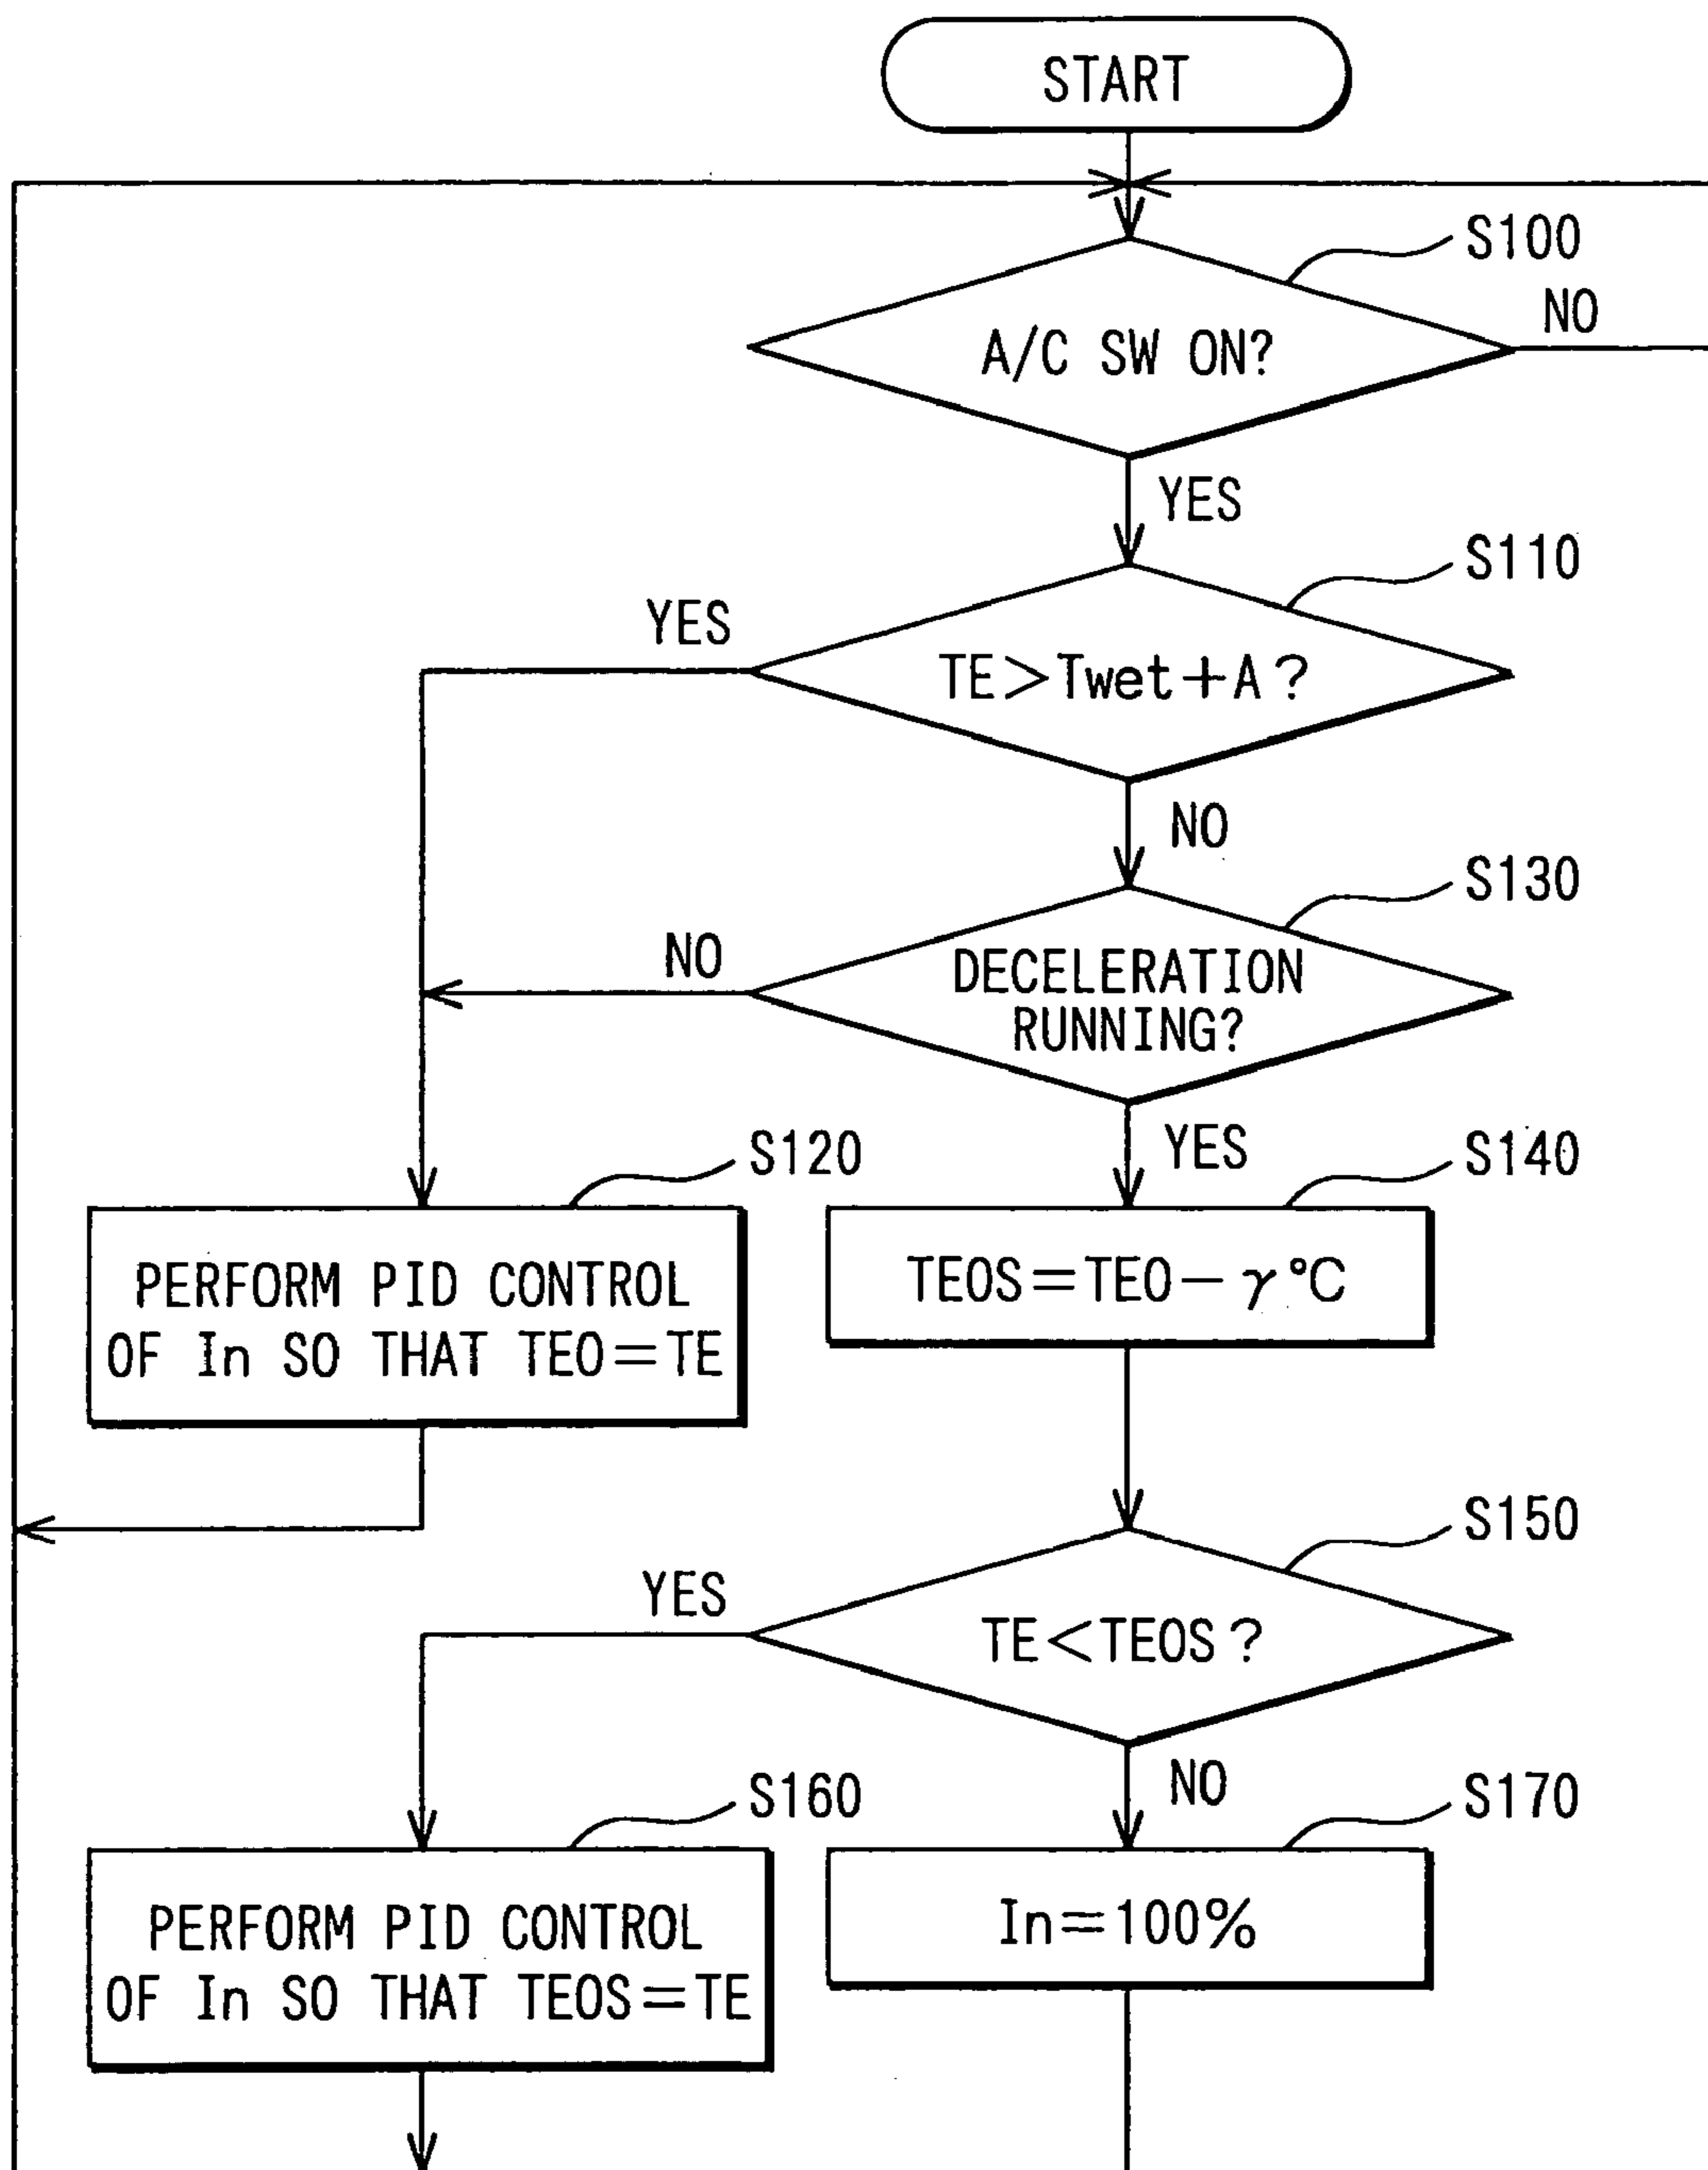 START
S100
A/C SW ON?
NO
YES
S110
YES
TE>Twet+A?
NO
S130
NO
DECELERATION
RUNNING?
YES
S120
S140
PERFORM PID CONTROL
OF In SO THAT TEO=TE
TEOS=TEO-γ°C
S150
YES
TE<TEOS?
NO
S160
S170
PERFORM PID CONTROL
OF In SO THAT TEOS=TE
In=100%